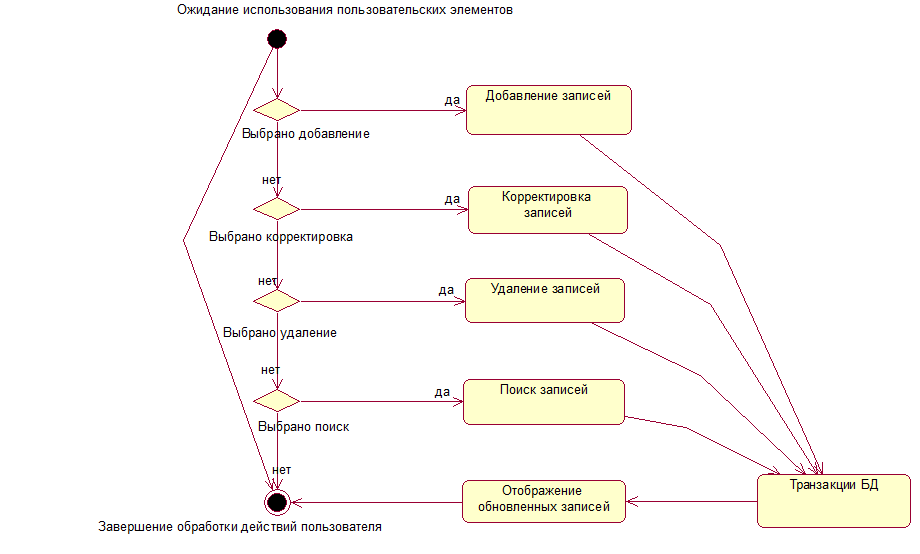 Ожидание использования пользовательских элементов
да
Добавление записей
Выбрано добавление
нет
да
Корректировка
записей
Выбрано корректировка
нет
да
Удаление записей
Выбрано удаление
нет
да
Поиск записей
Выбрано поиск
нет
Отображение
обновленных записей
Транзакции БД
Завершение обработки действий пользователя